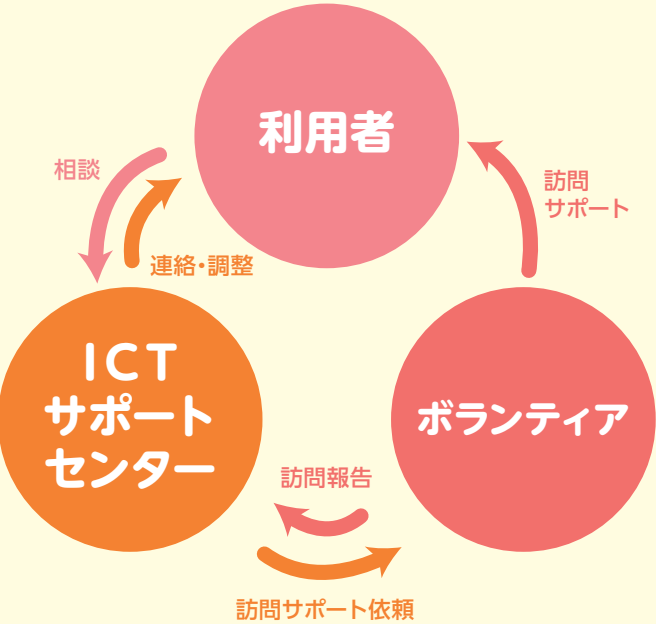 利用者
相談
訪問
サポート
連絡・調整
ICT
サポート
センター
ボランティア
訪問報告
訪問サポート依頼